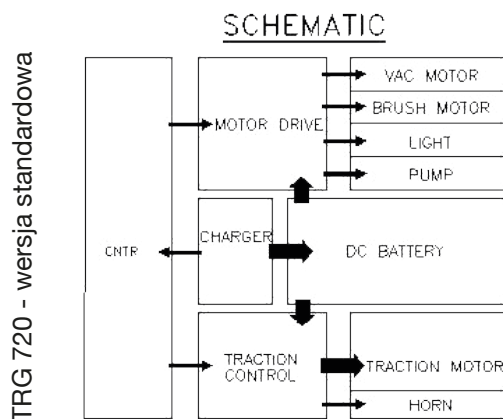 SCHEMATIC
TRG 720 - wersja standardowa
CNTR
MOTOR DRIVE
VAC MOTOR
BRUSH MOTOR
LIGHT
PUMP
CHARGER
DC BATTERY
TRACTION
CONTROL
TRACTION MOTOR
HORN